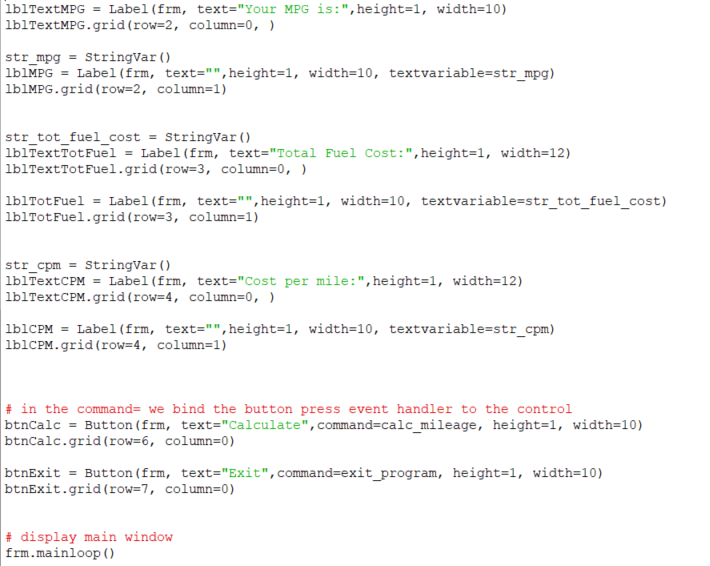 lblTextMPG = Label(frm, text="Your MPG is:",height=1, width=10)
lblTextMPG.grid(row=2, column=0, )
str_mpg = StringVar()
lblMPG = Label(frm, text="",height=1, width=10, textvariable=str_mpg)
lblMPG.grid(row=2, column=1)
str_tot_fuel_cost = StringVar()
lblTextTotFuel = Label(frm, text="Total Fuel Cost:",height=1, width=12)
lblTextTotFuel.grid(row=3, column=0, )
lblTotFuel = Label(frm, text="",height=1, width=10, textvariable=str_tot_fuel_cost)
lblTotFuel.grid(row=3, column=1)
str_cpm = StringVar()
lblTextCPM = Label(frm, text="Cost per mile:",height=1, width=12)
lblTextCPM.grid(row=4, column=0, )
lblCPM = Label(frm, text="",height=1, width=10, textvariable=str_cpm)
lblCPM.grid(row=4, column=1)
# in the command= we bind the button press event handler to the control
btnCalc = Button(frm, text="Calculate",command=calc_mileage, height=1, width=10)
btnCalc.grid(row=6, column=0)
btnExit = Button(frm, text="Exit",command=exit_program, height=1, width=10)
btnExit.grid(row=7, column=0)
# display main window
frm.mainloop()